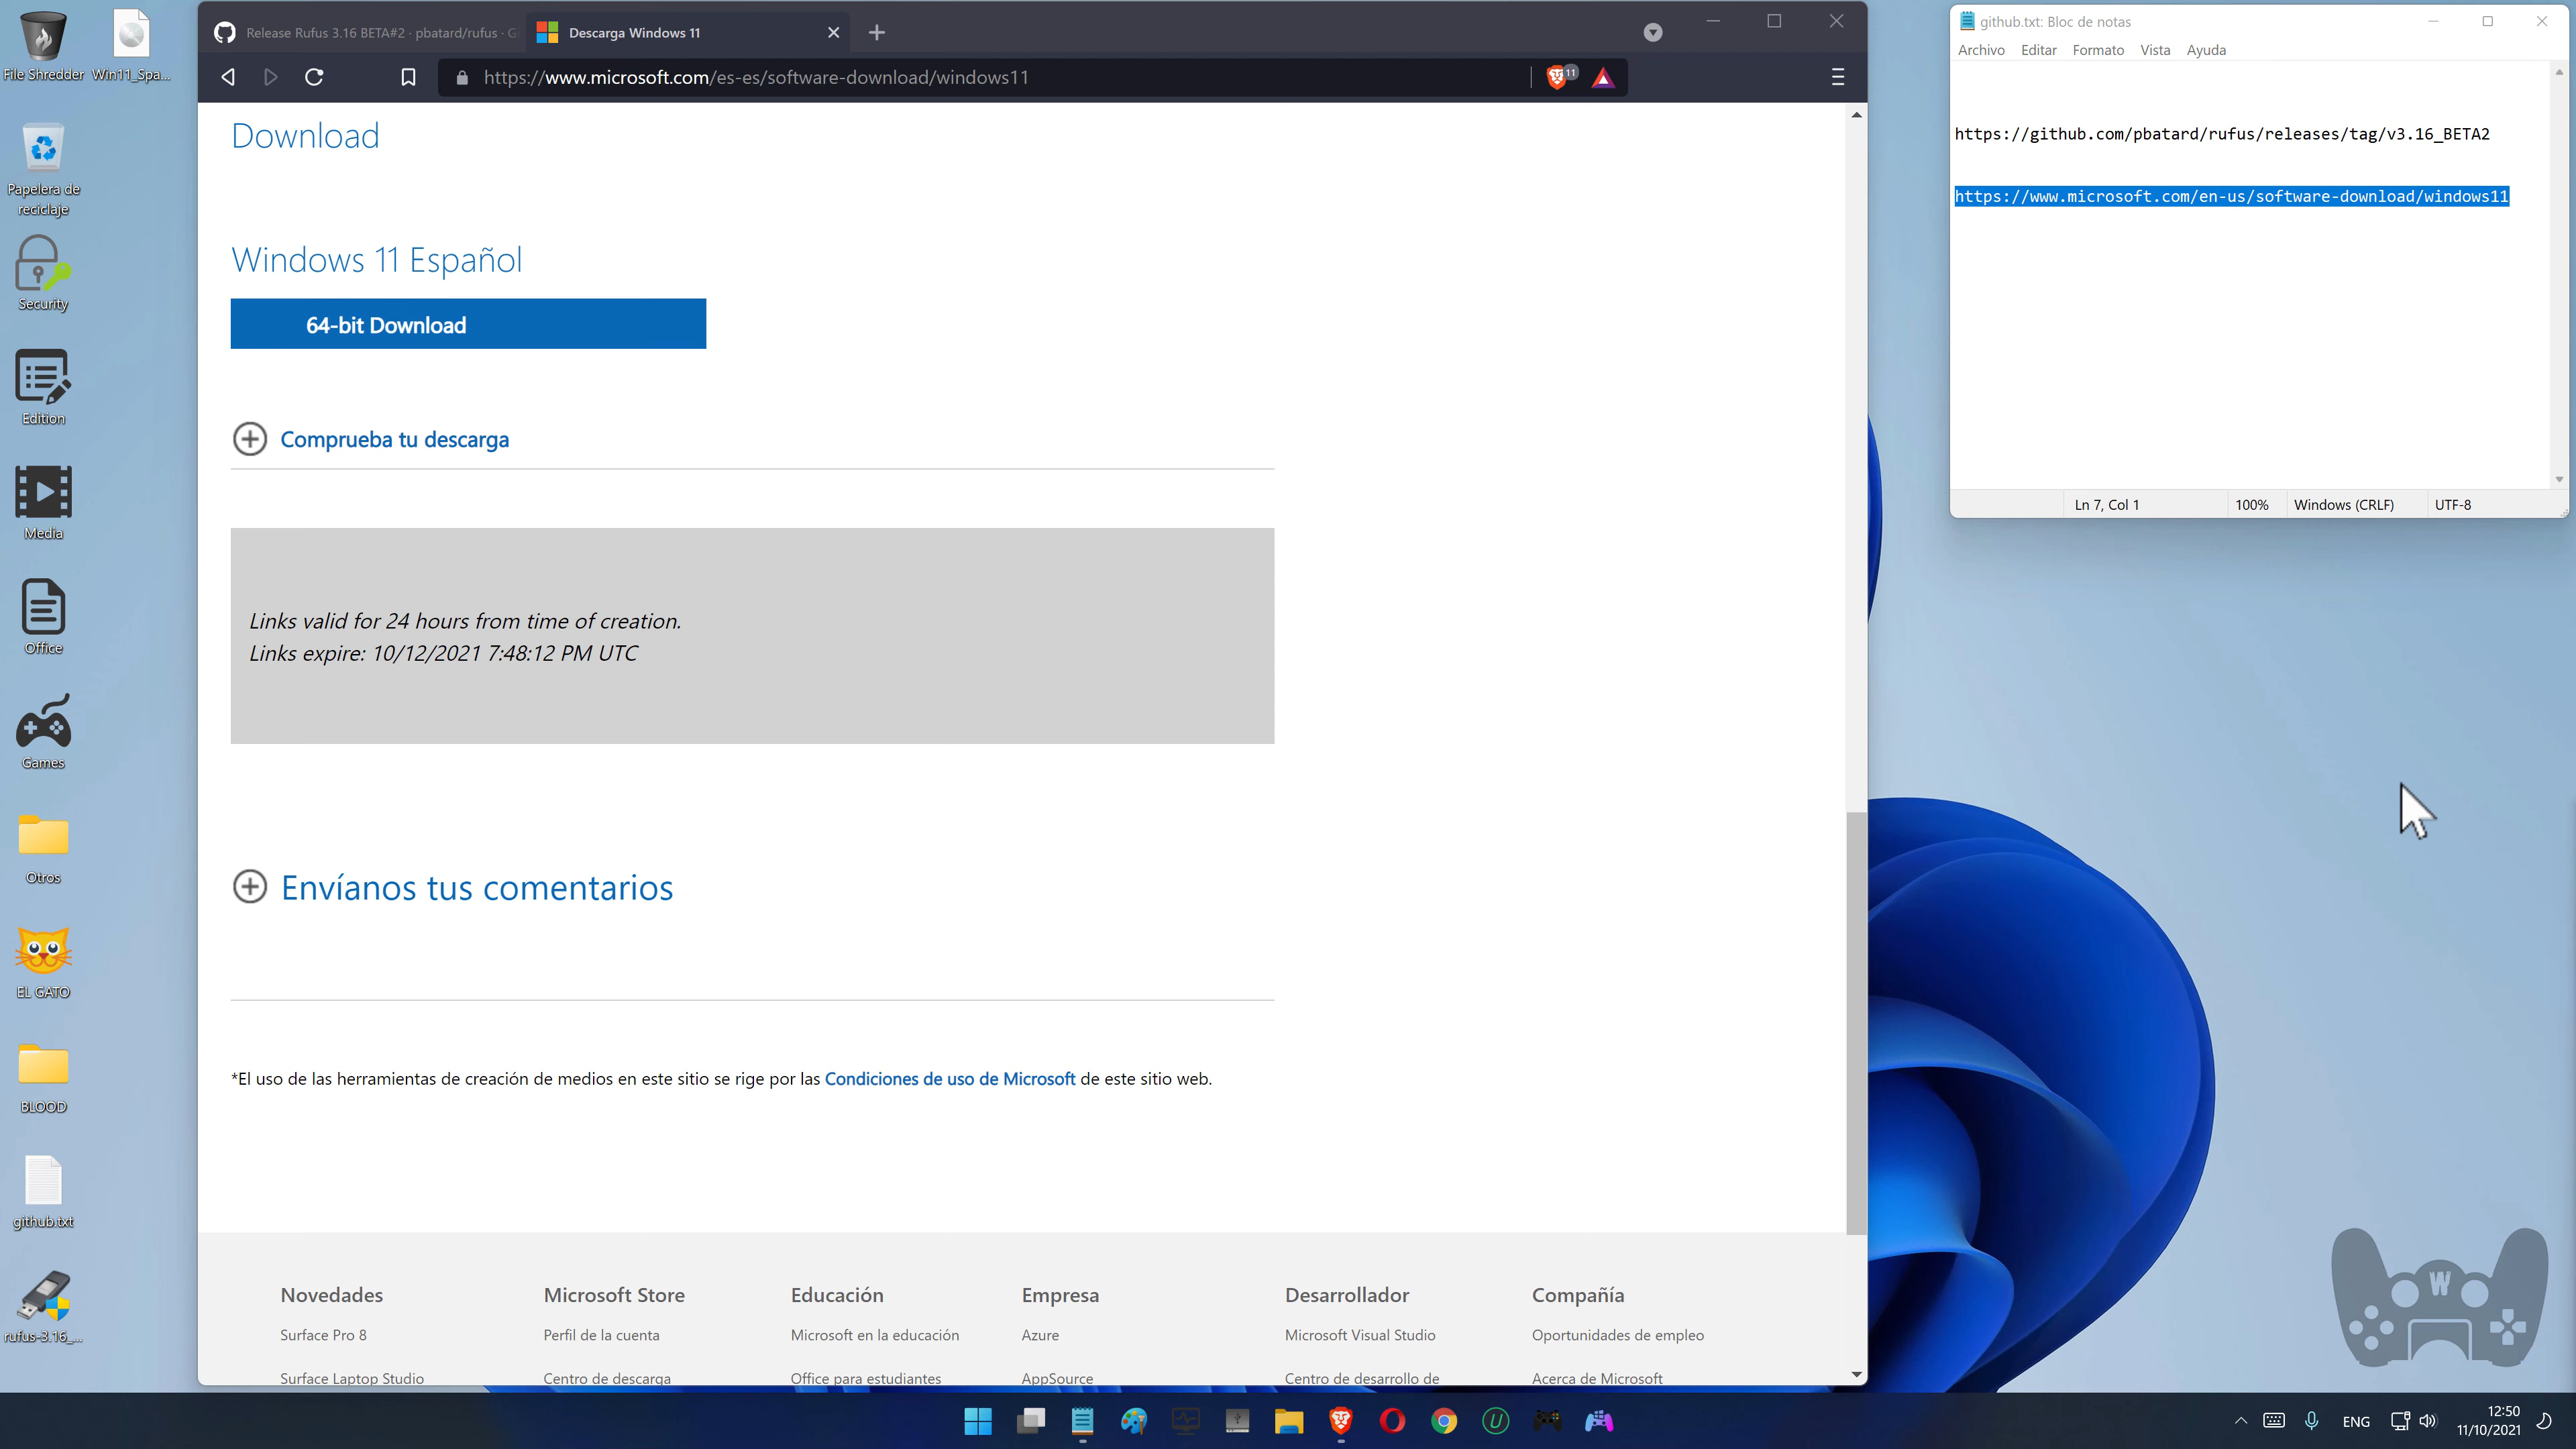 File Shredder
Win11_Spa...
Papelera de
reciclaje
Security
Edition
Media
Office
Games
Otros
EL GATO
BLOOD
github.txt
rufus-3.16_...
Release Rufus 3.16 BETA#2 · pbatard/rufus · G
Descarga Windows 11
https://www.microsoft.com/es-es/software-download/windows11
11
Download
Windows 11 Español
64-bit Download
Comprueba tu descarga
Links valid for 24 hours from time of creation.
Links expire: 10/12/2021 7:48:12 PM UTC
Envíanos tus comentarios
*El uso de las herramientas de creación de medios en este sitio se rige por las Condiciones de uso de Microsoft de este sitio web.
Novedades
Microsoft Store
Educación
Empresa
Desarrollador
Compañía
Surface Pro 8
Perfil de la cuenta
Microsoft en la educación
Azure
Microsoft Visual Studio
Oportunidades de empleo
Surface Laptop Studio
Centro de descarga
Office para estudiantes
AppSource
Centro de desarrollo de
Acerca de Microsoft
github.txt: Bloc de notas
Archivo Editar Formato Vista Ayuda
https://github.com/pbatard/rufus/releases/tag/v3.16_BETA2
https://www.microsoft.com/en-us/software-download/windows11
Ln 7, Col 1
100%
Windows (CRLF)
UTF-8
W
U
ENG
12:50
11/10/2021